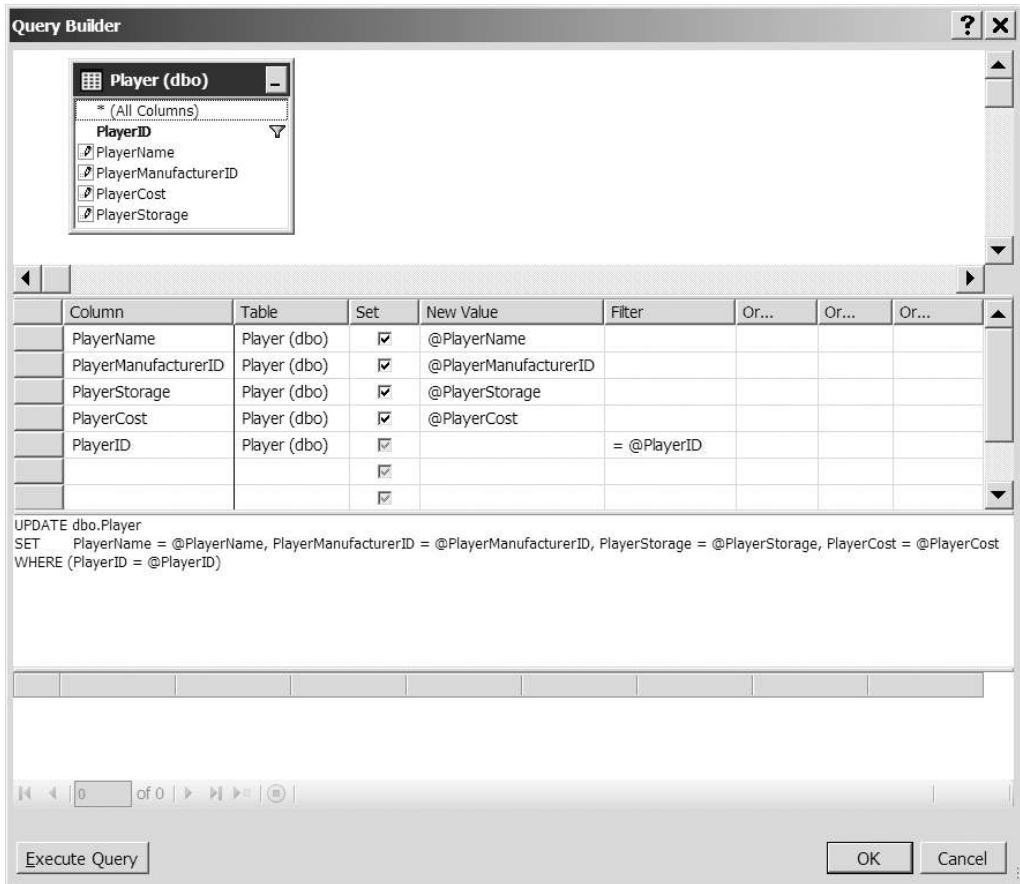 Query Builder
Player (dbo)
* (All Columns)
PlayerID
PlayerName
PlayerManufacturerID
PlayerCost
PlayerStorage
Column Table Set New Value Filter Or... Or... Or...
PlayerName Player (dbo) @PlayerName
PlayerManufacturerID Player (dbo) @PlayerManufacturerID
PlayerStorage Player (dbo) @PlayerStorage
PlayerCost Player (dbo) @PlayerCost
PlayerID Player (dbo) = @PlayerID
UPDATE dbo.Player
SET PlayerName = @PlayerName, PlayerManufacturerID = @PlayerManufacturerID, PlayerStorage = @PlayerStorage, PlayerCost = @PlayerCost
WHERE (PlayerID = @PlayerID)
0 of 0
Execute Query OK Cancel